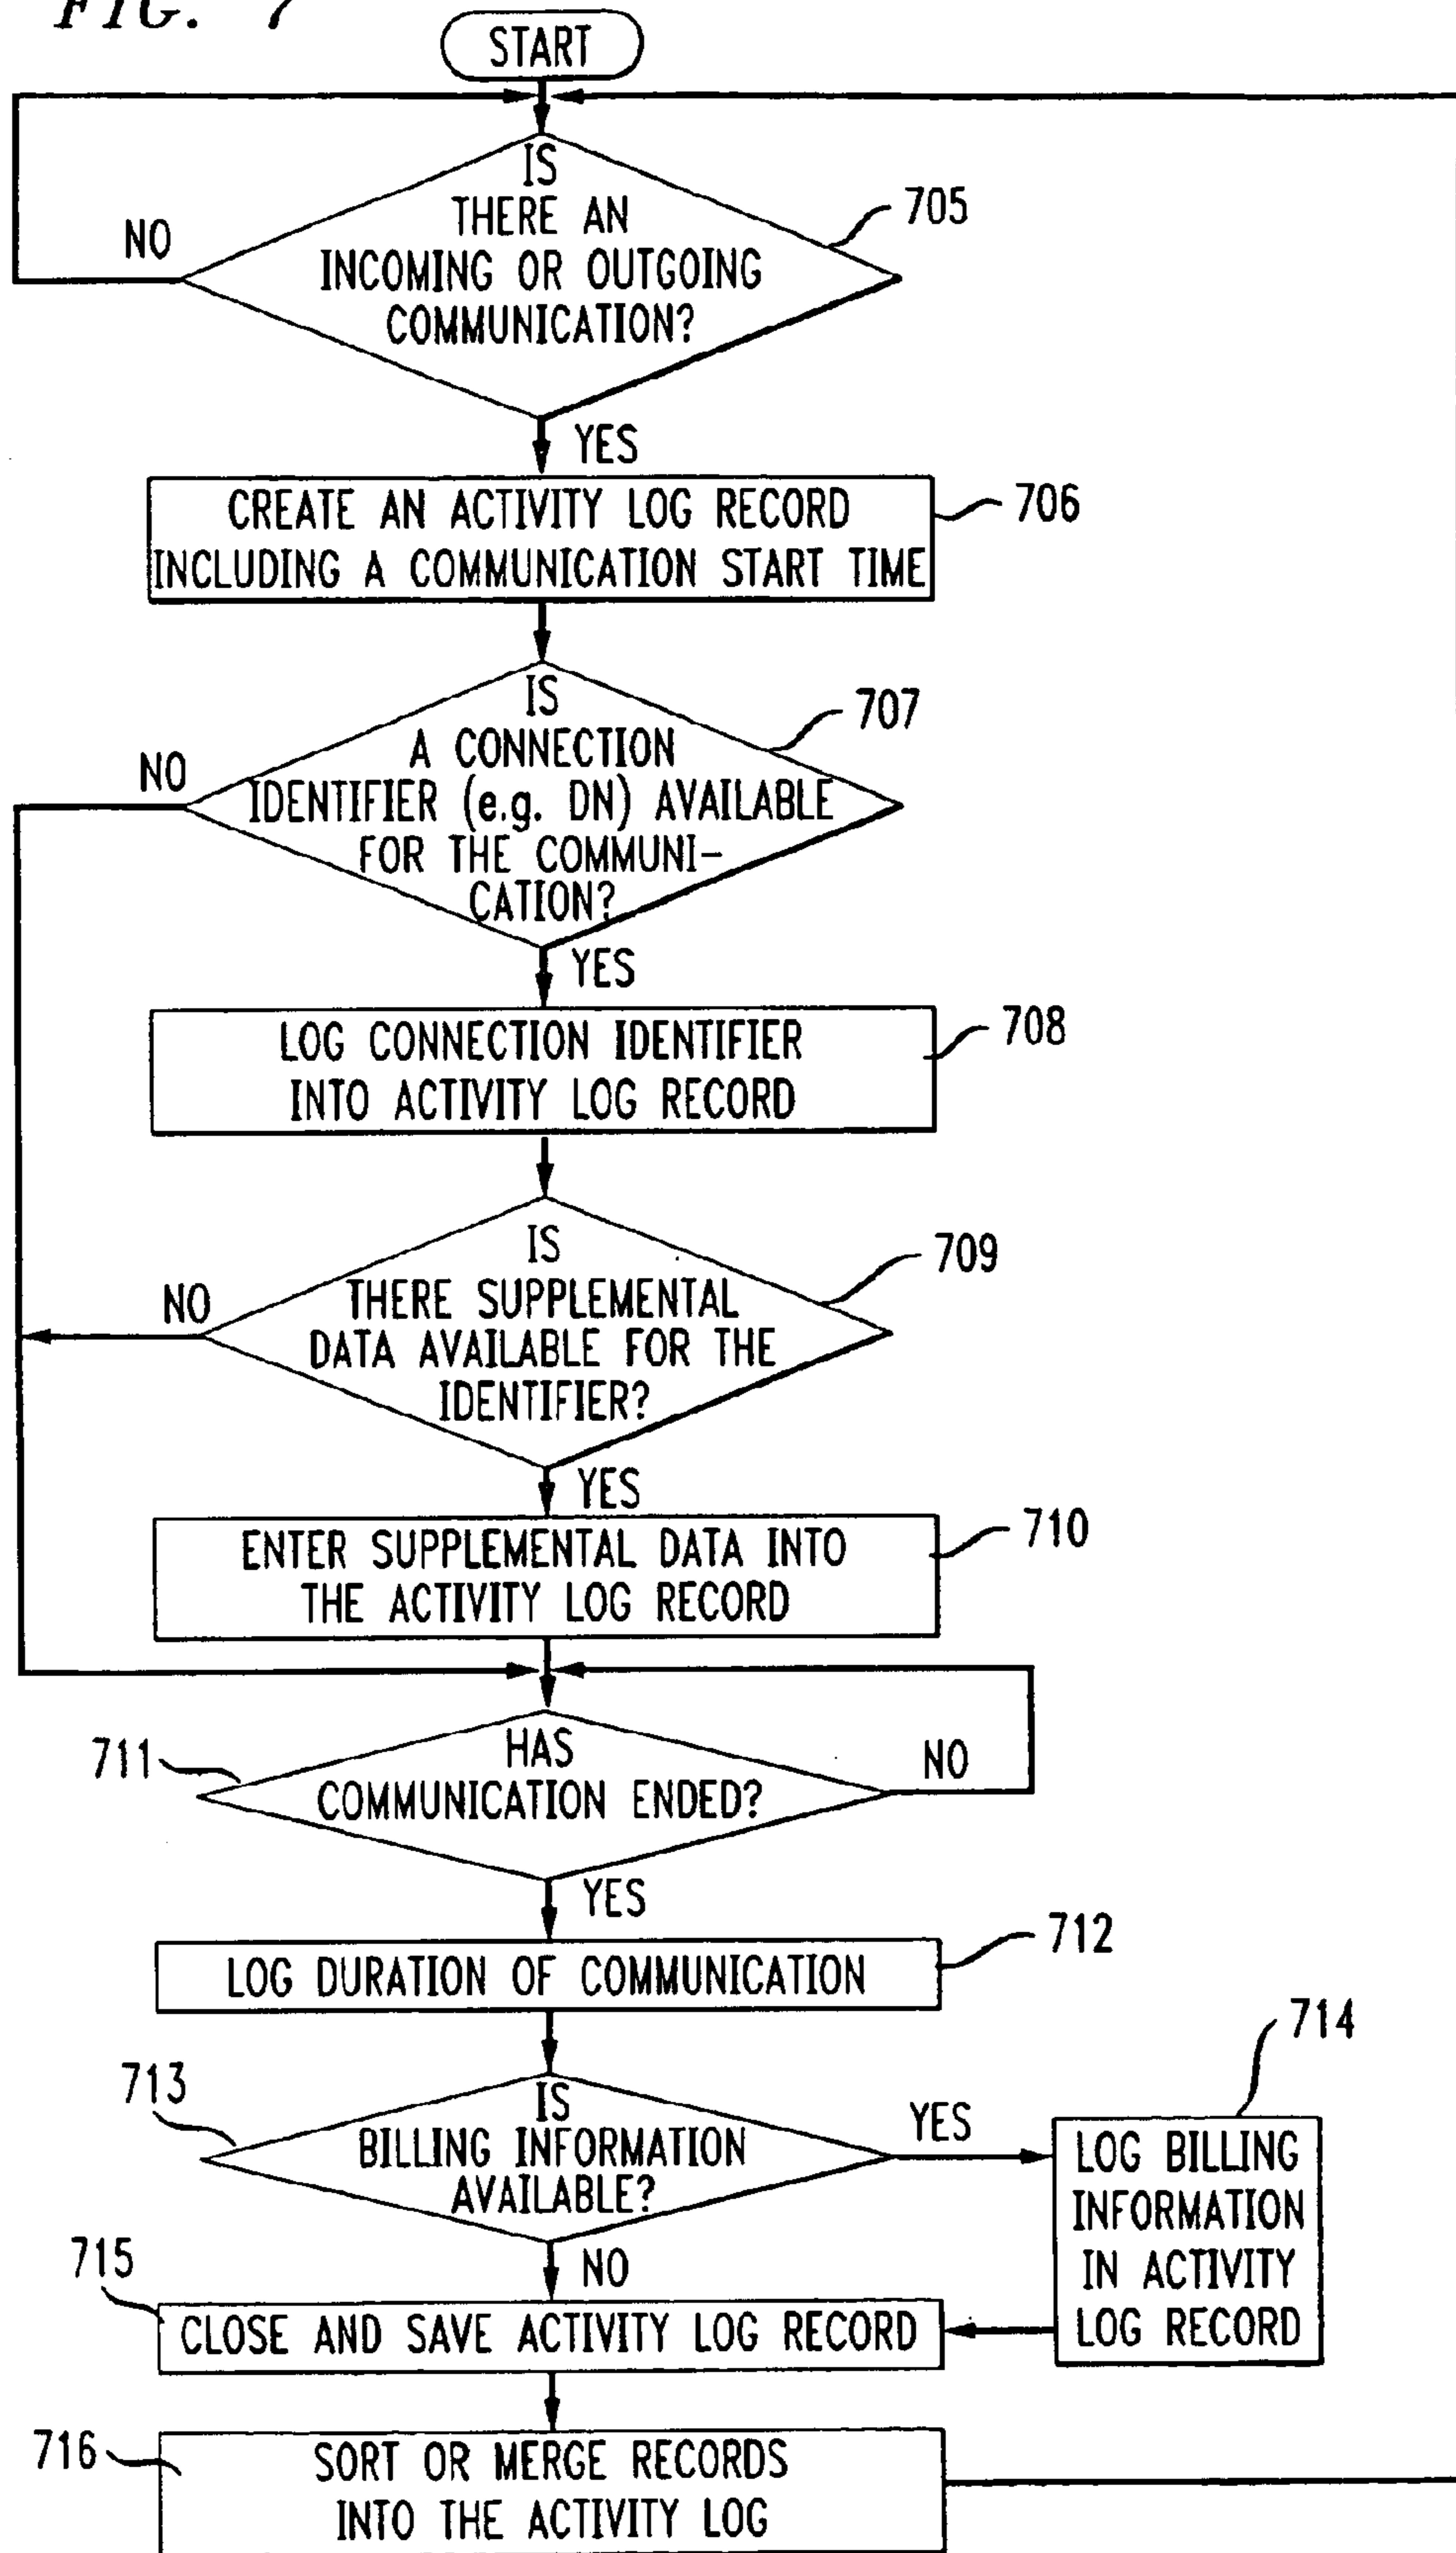 FIG. 7
START
IS
THERE AN
INCOMING OR OUTGOING
COMMUNICATION?
705
NO
YES
CREATE AN ACTIVITY LOG RECORD
INCLUDING A COMMUNICATION START TIME
706
IS
A CONNECTION
IDENTIFIER (e.g. DN) AVAILABLE
FOR THE COMMUNI-
CATION?
707
NO
YES
LOG CONNECTION IDENTIFIER
INTO ACTIVITY LOG RECORD
708
IS
THERE SUPPLEMENTAL
DATA AVAILABLE FOR THE
IDENTIFIER?
709
NO
YES
ENTER SUPPLEMENTAL DATA INTO
THE ACTIVITY LOG RECORD
710
711
HAS
COMMUNICATION ENDED?
NO
YES
LOG DURATION OF COMMUNICATION
712
713
IS
BILLING INFORMATION
AVAILABLE?
YES
714
LOG BILLING
INFORMATION
IN ACTIVITY
LOG RECORD
NO
715
CLOSE AND SAVE ACTIVITY LOG RECORD
716
SORT OR MERGE RECORDS
INTO THE ACTIVITY LOG